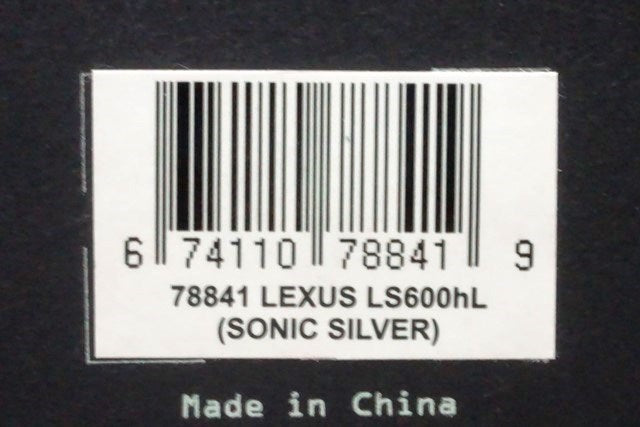 6 74110 78841 9
78841 LEXUS LS600hL
(SONIC SILVER)
Made in China